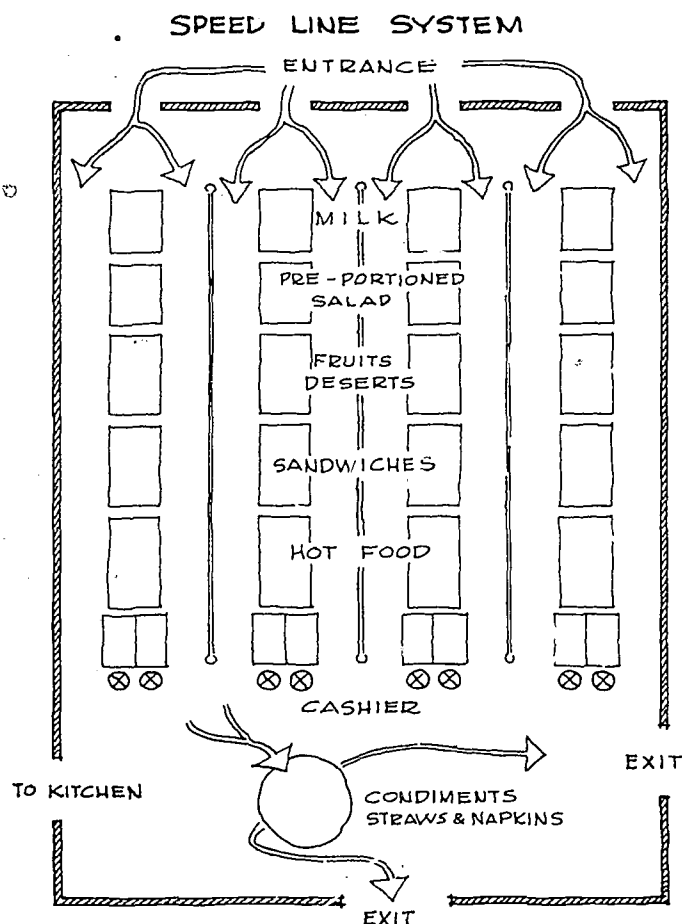 SPEED LINE SYSTEM
ENTRANCE
MILK
PRE-PORTIONED
SALAD
FRUITS
DESERTS
SANDWICHES
HOT FOOD
CASHIER
TO KITCHEN
EXIT
CONDIMENTS
STRAWS & NAPKINS
EXIT